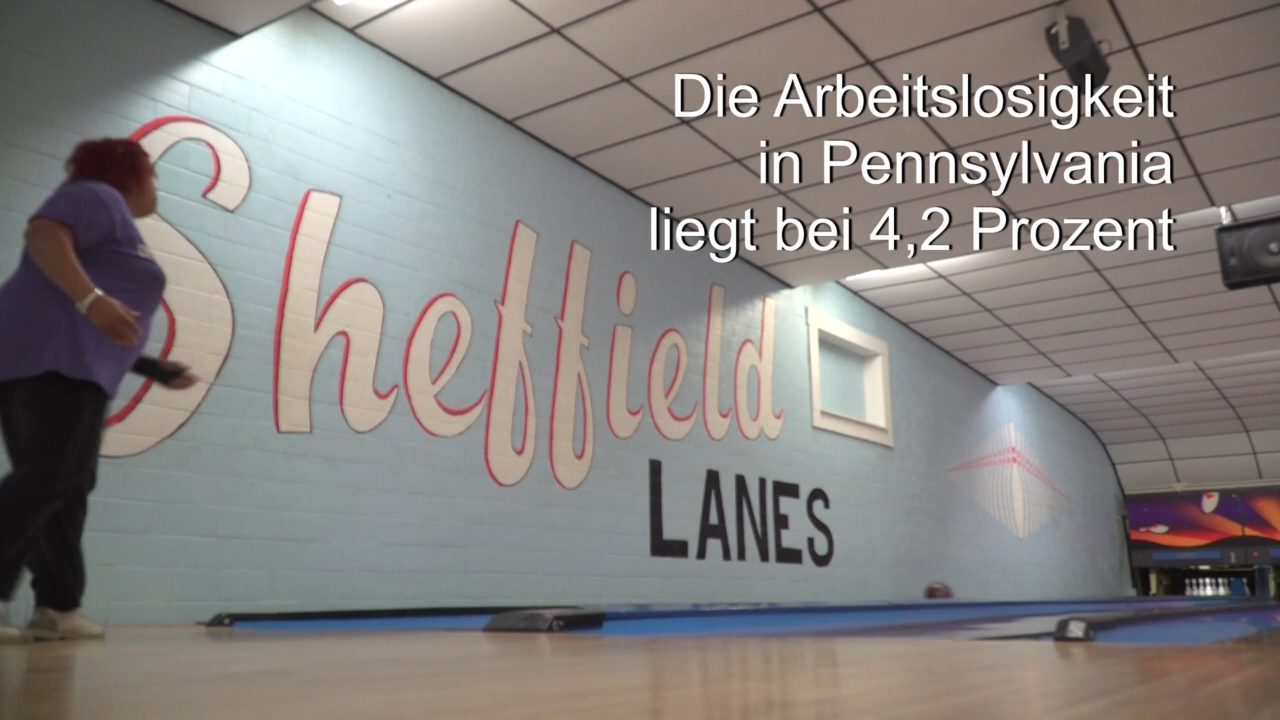 Die Arbeitslosigkeit
in Pennsylvania
liegt bei 4,2 Prozent
Sheffield
LANES